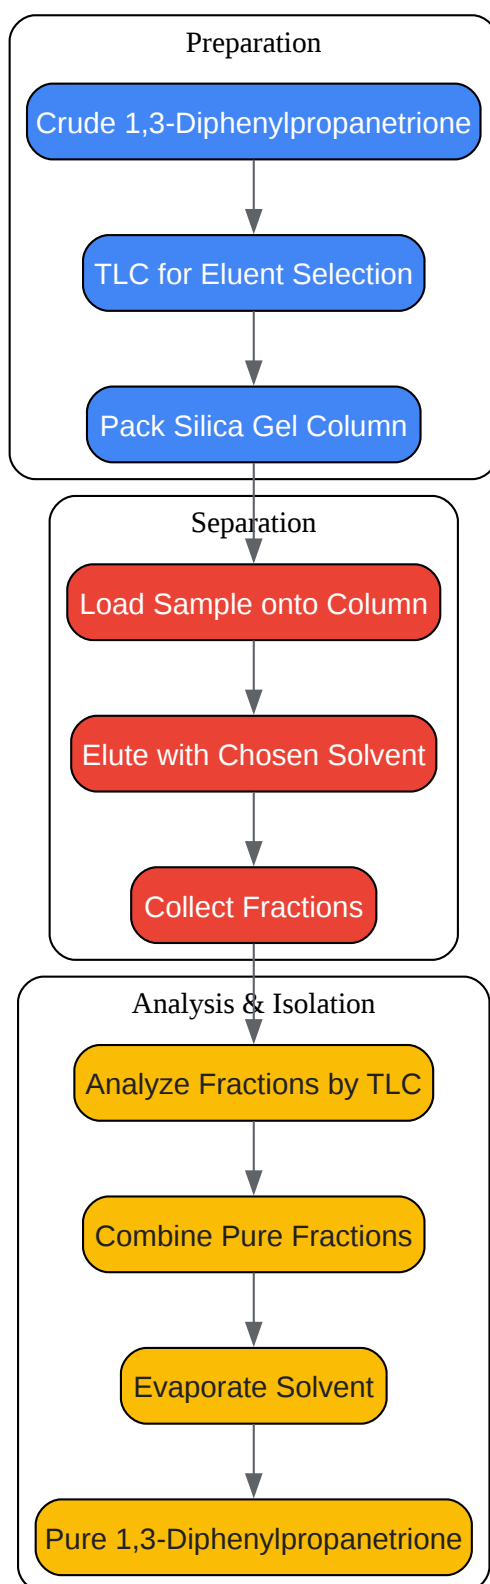 Preparation
Crude 1,3-Diphenylpropanetrione
TLC for Eluent Selection
Pack Silica Gel Column
Separation
Load Sample onto Column
Elute with Chosen Solvent
Collect Fractions
Analysis & Isolation
Analyze Fractions by TLC
Combine Pure Fractions
Evaporate Solvent
Pure 1,3-Diphenylpropanetrione